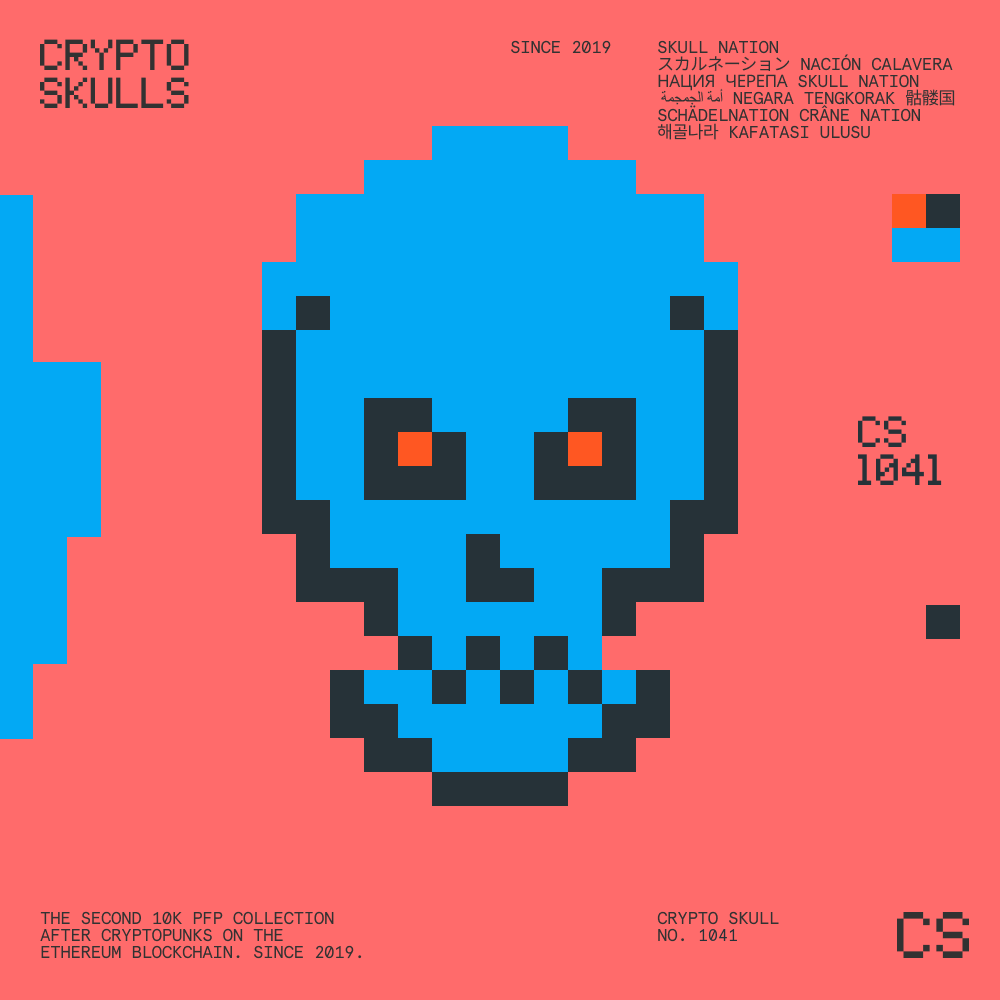 CRYPTO
SKULLS
SINCE 2019
SKULL NATION
スカルネーション NACIÓN CALAVERA
НАЦИЯ ЧЕРЕПА SKULL NATION
أمة الجمجمة NEGARA TENGKORAK 骷髅国
SCHÄDELNATION CRÂNE NATION
해골나라 KAFATASI ULUSU
CS
1041
THE SECOND 10K PFP COLLECTION
AFTER CRYPTOPUNKS ON THE
ETHEREUM BLOCKCHAIN. SINCE 2019.
CRYPTO SKULL
NO. 1041
CS